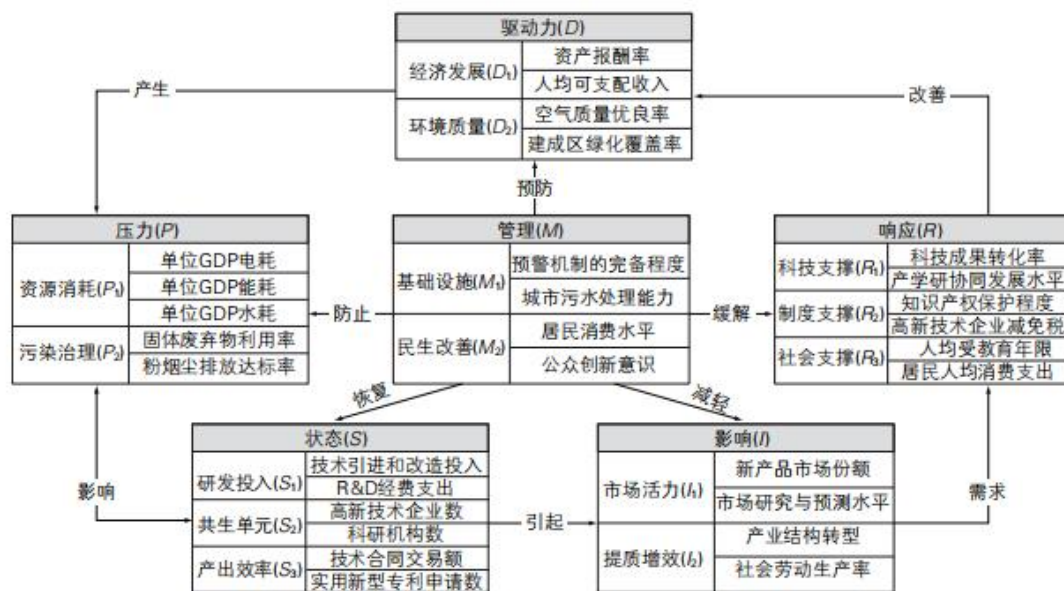 驱动力(D)
经济发展(D₁)
资产报酬率
人均可支配收入
环境质量(D₂)
空气质量优良率
建成区绿化覆盖率
产生
改善
预防
压力(P)
资源消耗(P₁)
单位GDP电耗
单位GDP能耗
单位GDP水耗
污染治理(P₂)
固体废弃物利用率
粉烟尘排放达标率
防止
管理(M)
基础设施(M₁)
预警机制的完备程度
城市污水处理能力
民生改善(M₂)
居民消费水平
公众创新意识
缓解
响应(R)
科技支撑(R₁)
科技成果转化率
产学研协同发展水平
制度支撑(R₂)
知识产权保护程度
高新技术企业减免税
社会支撑(R₃)
人均受教育年限
居民人均消费支出
恢复
减轻
影响
状态(S)
研发投入(S₁)
技术引进和改造投入
R&D经费支出
共生单元(S₂)
高新技术企业数
科研机构数
产出效率(S₃)
技术合同交易额
实用新型专利申请数
引起
影响(I)
市场活力(I₁)
新产品市场份额
市场研究与预测水平
提质增效(I₂)
产业结构转型
社会劳动生产率
需求